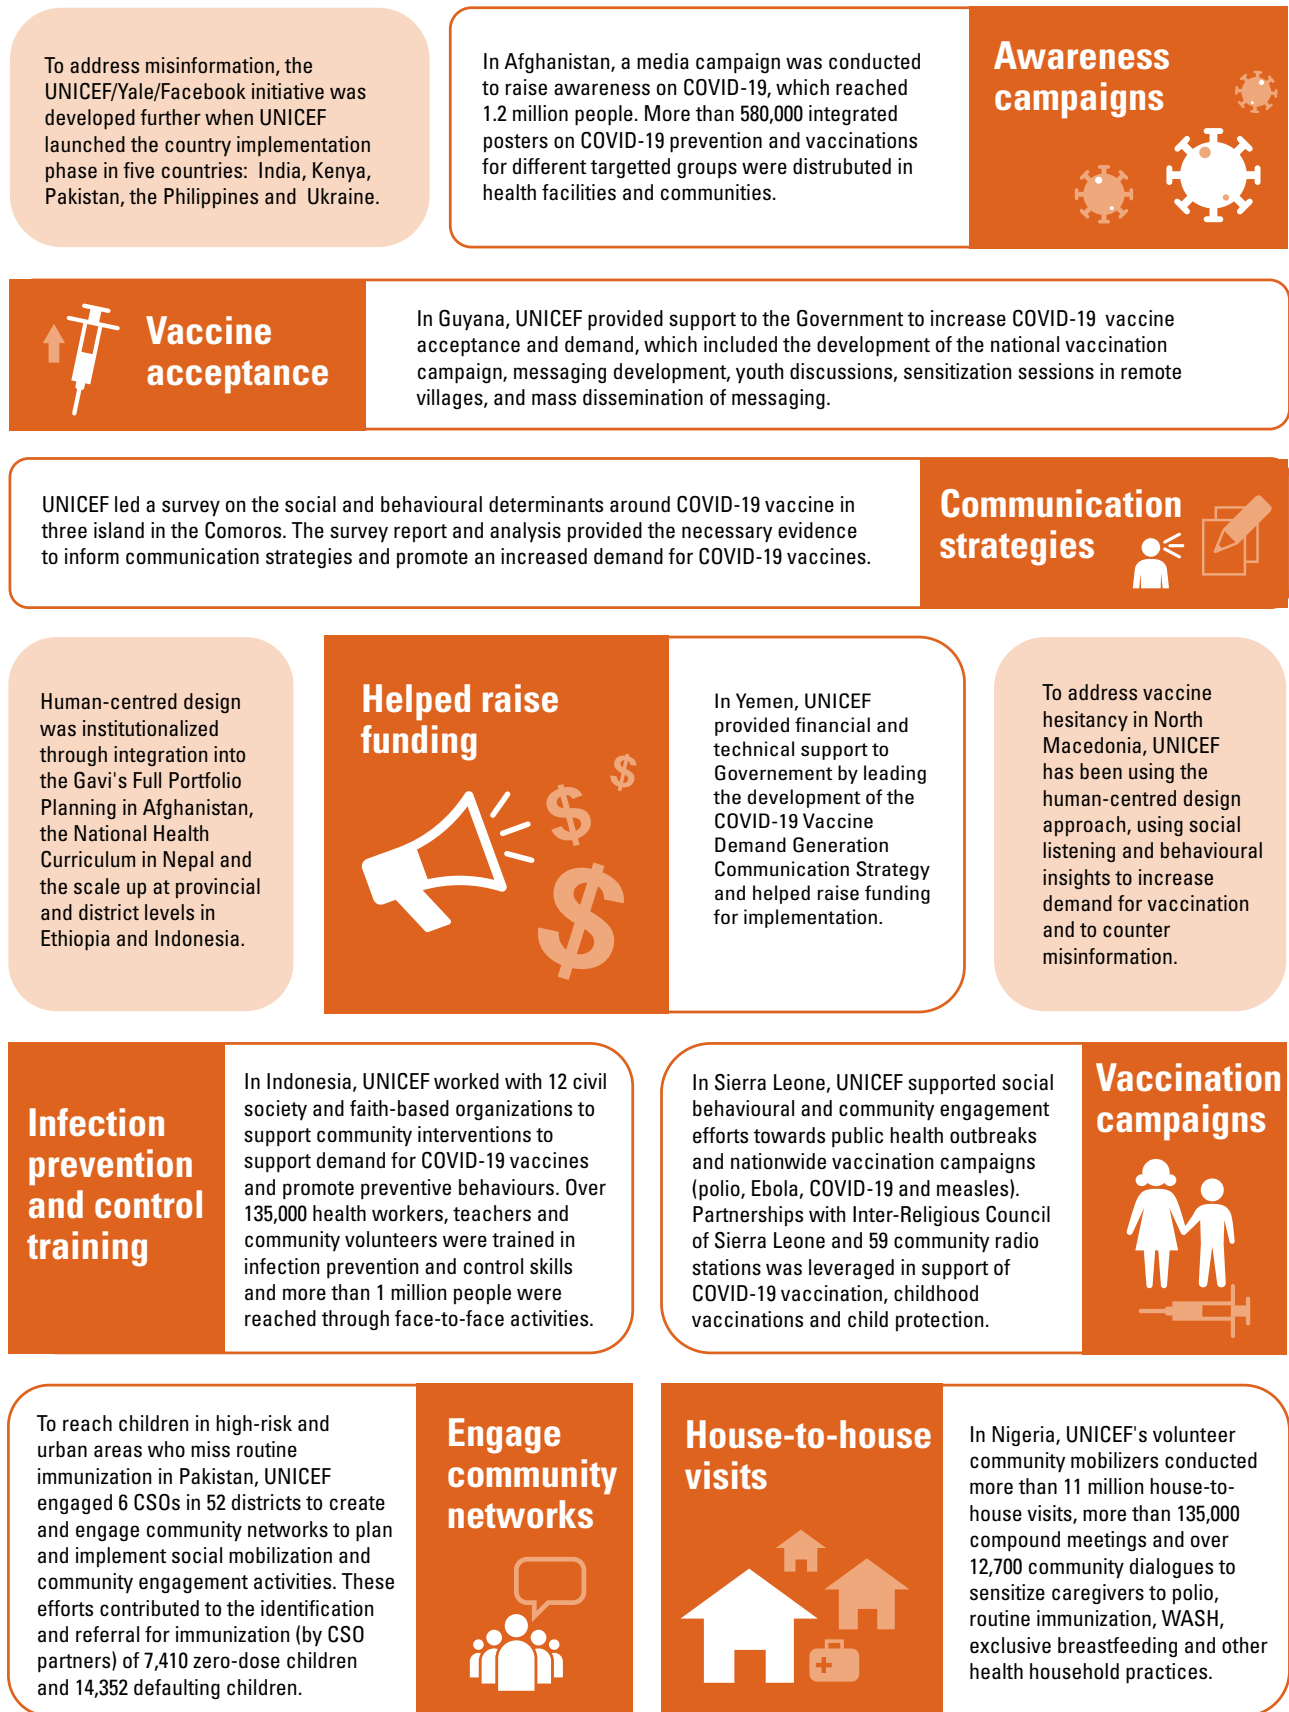 To address misinformation, the
UNICEF/Yale/Facebook initiative was
developed further when UNICEF
launched the country implementation
phase in five countries:  India, Kenya,
Pakistan, the Philippines and  Ukraine.
In Afghanistan, a media campaign was conducted
to raise awareness on COVID-19, which reached
1.2 million people. More than 580,000 integrated
posters on COVID-19 prevention and vaccinations
for different targetted groups were distrubuted in
health facilities and communities.
Awareness
campaigns
Vaccine
acceptance
In Guyana, UNICEF provided support to the Government to increase COVID-19  vaccine
acceptance and demand, which included the development of the national vaccination
campaign, messaging development, youth discussions, sensitization sessions in remote
villages, and mass dissemination of messaging.
UNICEF led a survey on the social and behavioural determinants around COVID-19 vaccine in
three island in the Comoros. The survey report and analysis provided the necessary evidence
to inform communication strategies and promote an increased demand for COVID-19 vaccines.
Communication
strategies
Human-centred design
was institutionalized
through integration into
the Gavi's Full Portfolio
Planning in Afghanistan,
the National Health
Curriculum in Nepal and
the scale up at provincial
and district levels in
Ethiopia and Indonesia.
Helped raise
funding
$
$
$
In Yemen, UNICEF
provided financial and
technical support to
Governement by leading
the development of the
COVID-19 Vaccine
Demand Generation
Communication Strategy
and helped raise funding
for implementation.
To address vaccine
hesitancy in North
Macedonia, UNICEF
has been using the
human-centred design
approach, using social
listening and behavioural
insights to increase
demand for vaccination
and to counter
misinformation.
Infection
prevention
and control
training
In Indonesia, UNICEF worked with 12 civil
society and faith-based organizations to
support community interventions to
support demand for COVID-19 vaccines
and promote preventive behaviours. Over
135,000 health workers, teachers and
community volunteers were trained in
infection prevention and control skills
and more than 1 million people were
reached through face-to-face activities.
In Sierra Leone, UNICEF supported social
behavioural and community engagement
efforts towards public health outbreaks
and nationwide vaccination campaigns
(polio, Ebola, COVID-19 and measles).
Partnerships with Inter-Religious Council
of Sierra Leone and 59 community radio
stations was leveraged in support of
COVID-19 vaccination, childhood
vaccinations and child protection.
Vaccination
campaigns
To reach children in high-risk and
urban areas who miss routine
immunization in Pakistan, UNICEF
engaged 6 CSOs in 52 districts to create
and engage community networks to plan
and implement social mobilization and
community engagement activities. These
efforts contributed to the identification
and referral for immunization (by CSO
partners) of 7,410 zero-dose children
and 14,352 defaulting children.
Engage
community
networks
House-to-house
visits
In Nigeria, UNICEF's volunteer
community mobilizers conducted
more than 11 million house-to-
house visits, more than 135,000
compound meetings and over
12,700 community dialogues to
sensitize caregivers to polio,
routine immunization, WASH,
exclusive breastfeeding and other
health household practices.